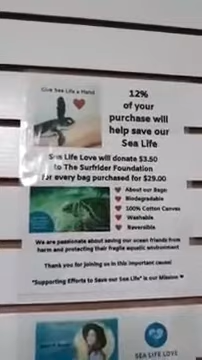 Give Sea Life a Hand
12%
of your
purchase will
help save our
Sea Life
Sea Life Love will donate $3.50
to The Surfrider Foundation
for every bag purchased for $29.00
About our Bags
Biodegradable
100% Cotton Canvas
Washable
Reversible
We are passionate about saving our ocean friends from
harm and protecting their fragile aquatic environment
Thank you for joining us in this important cause!
"Supporting Efforts to Save our Sea Life" is our Mission
SEA LIFE LOVE